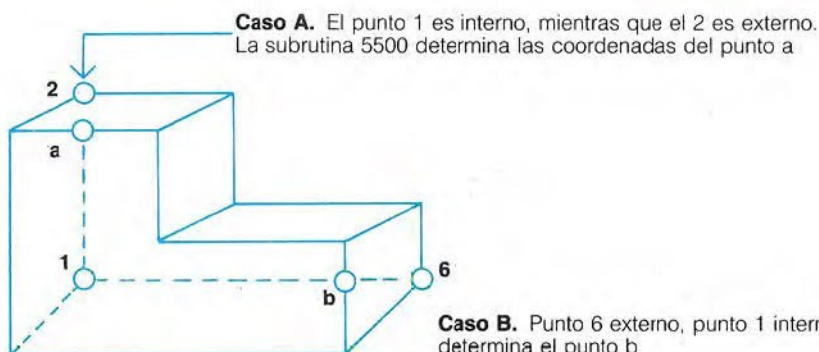 Caso A. El punto 1 es interno, mientras que el 2 es externo.
La subrutina 5500 determina las coordenadas del punto a
2
a
1
b
6
Caso B. Punto 6 externo, punto 1 intern
determina el punto b